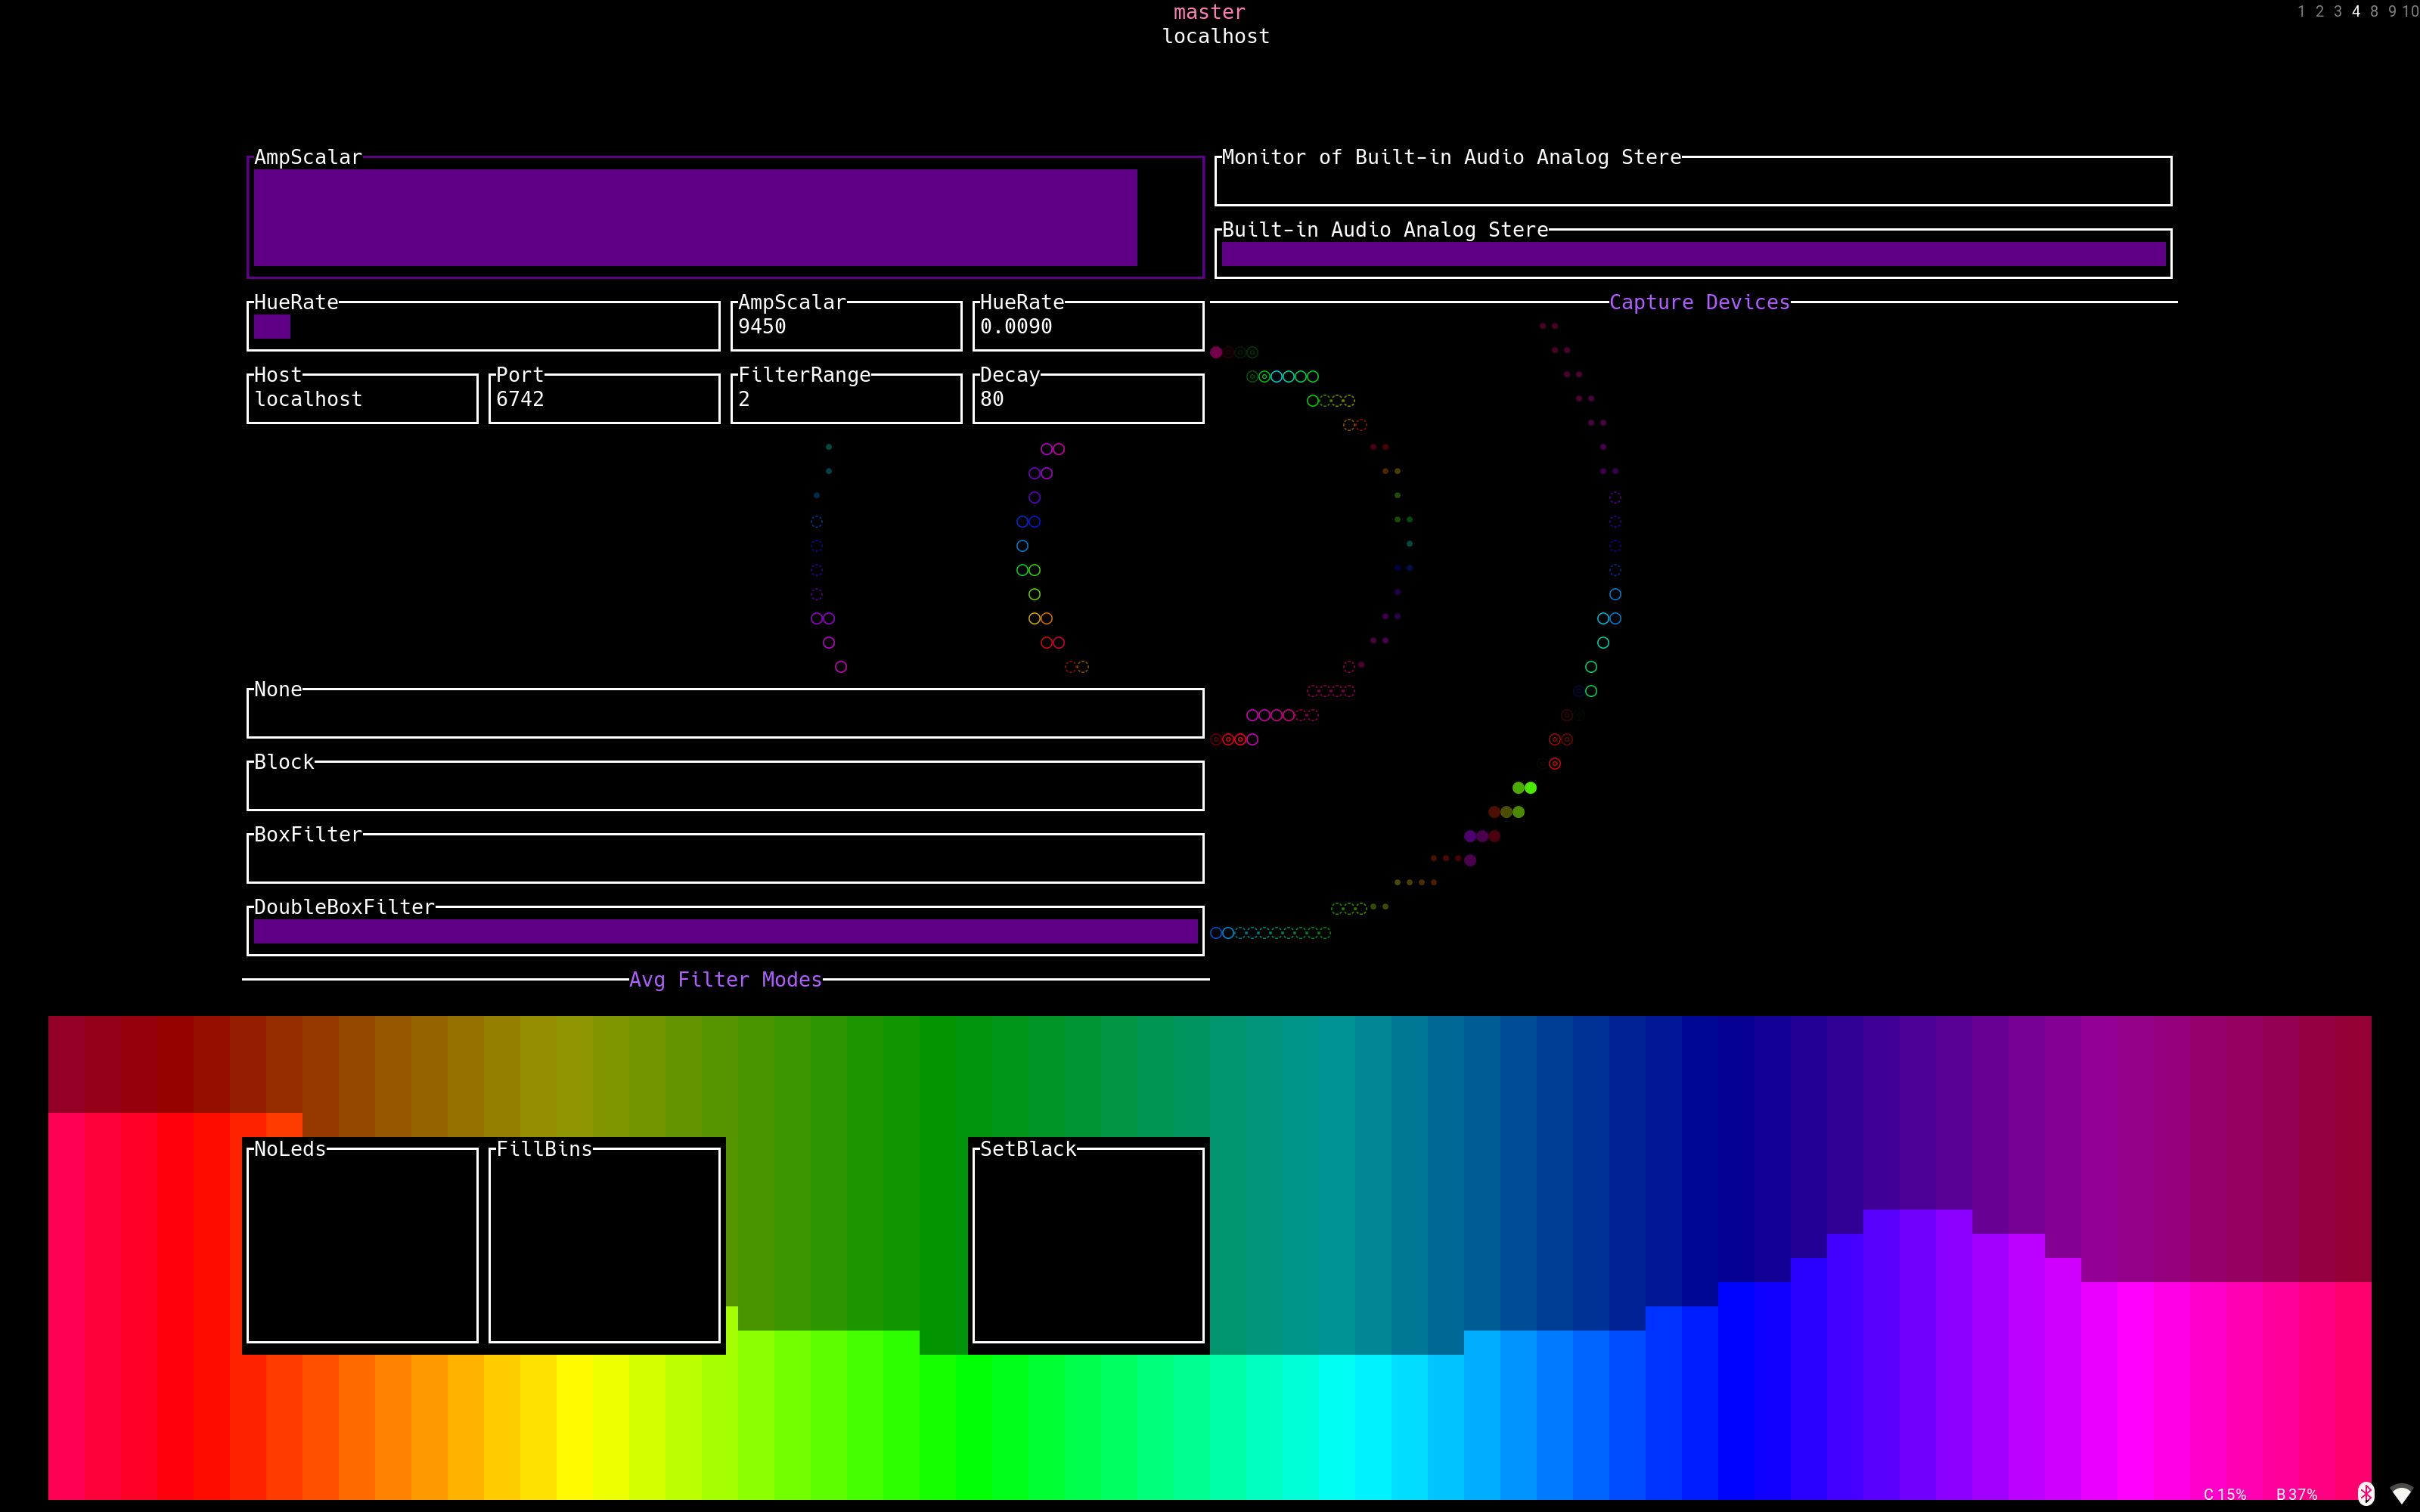 master
localhost
1 2 3 4 8 9 10
AmpScalar
Monitor of Built-in Audio Analog Stere
Built-in Audio Analog Stere
HueRate
AmpScalar
9450
HueRate
0.0090
Capture Devices
Host
localhost
Port
6742
FilterRange
2
Decay
80
None
Block
BoxFilter
DoubleBoxFilter
Avg Filter Modes
NoLeds
FillBins
SetBlack
C 15% B 37%